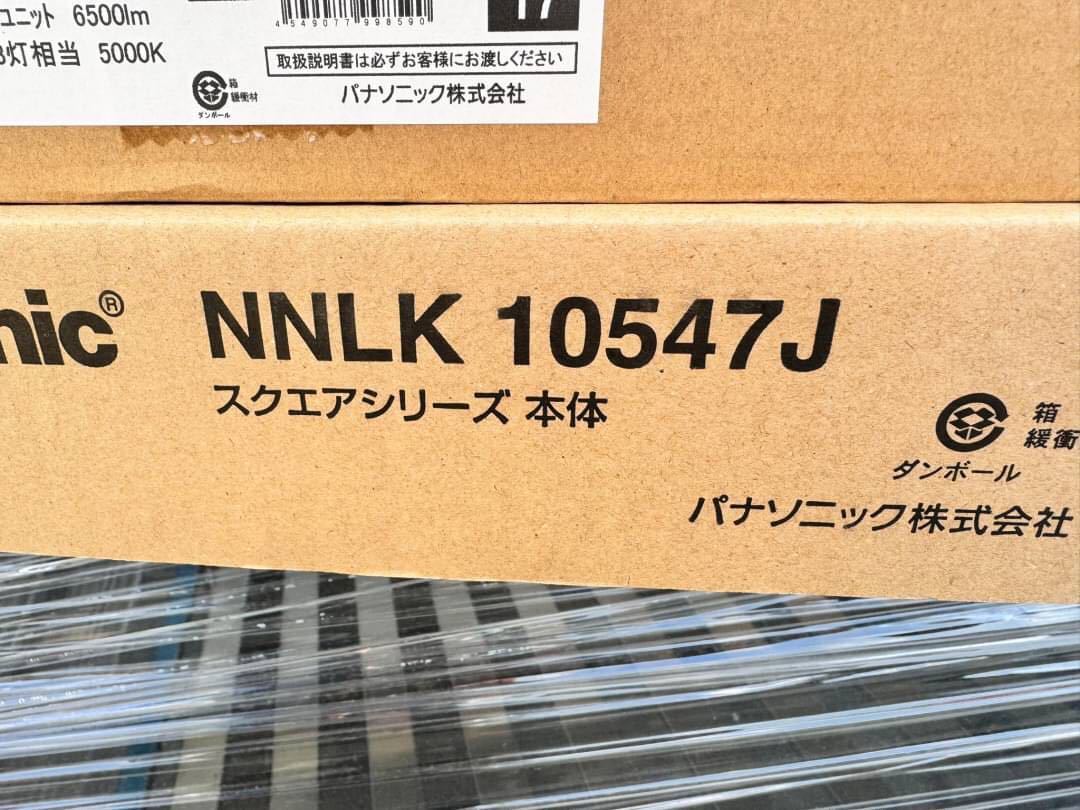 ユニット 6500lm
3灯相当 5000K
4549077998590
17
取扱説明書は必ずお客様にお渡しください
箱
緩衝材
ダンボール
パナソニック株式会社
nic® NNLK 10547J
スクエアシリーズ 本体
箱
緩衝
ダンボール
パナソニック株式会社